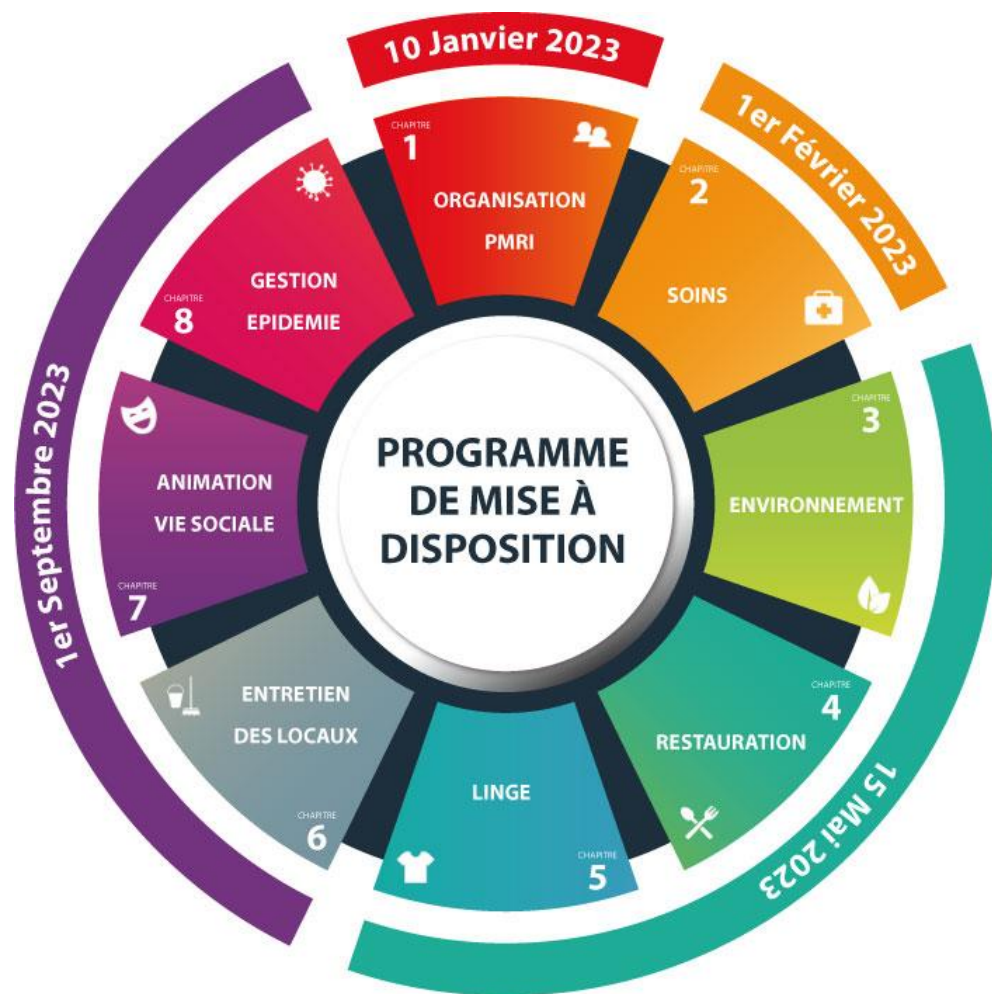 PROGRAMME
DE MISE À
DISPOSITION
10 Janvier 2023
CHAPITRE
1
ORGANISATION
PMRI
1er Février 2023
CHAPITRE
2
SOINS
15 Mai 2023
CHAPITRE
3
ENVIRONNEMENT
CHAPITRE
4
RESTAURATION
LINGE
CHAPITRE
5
1er Septembre 2023
ENTRETIEN
DES LOCAUX
CHAPITRE
6
ANIMATION
VIE SOCIALE
CHAPITRE
7
GESTION
EPIDEMIE
CHAPITRE
8